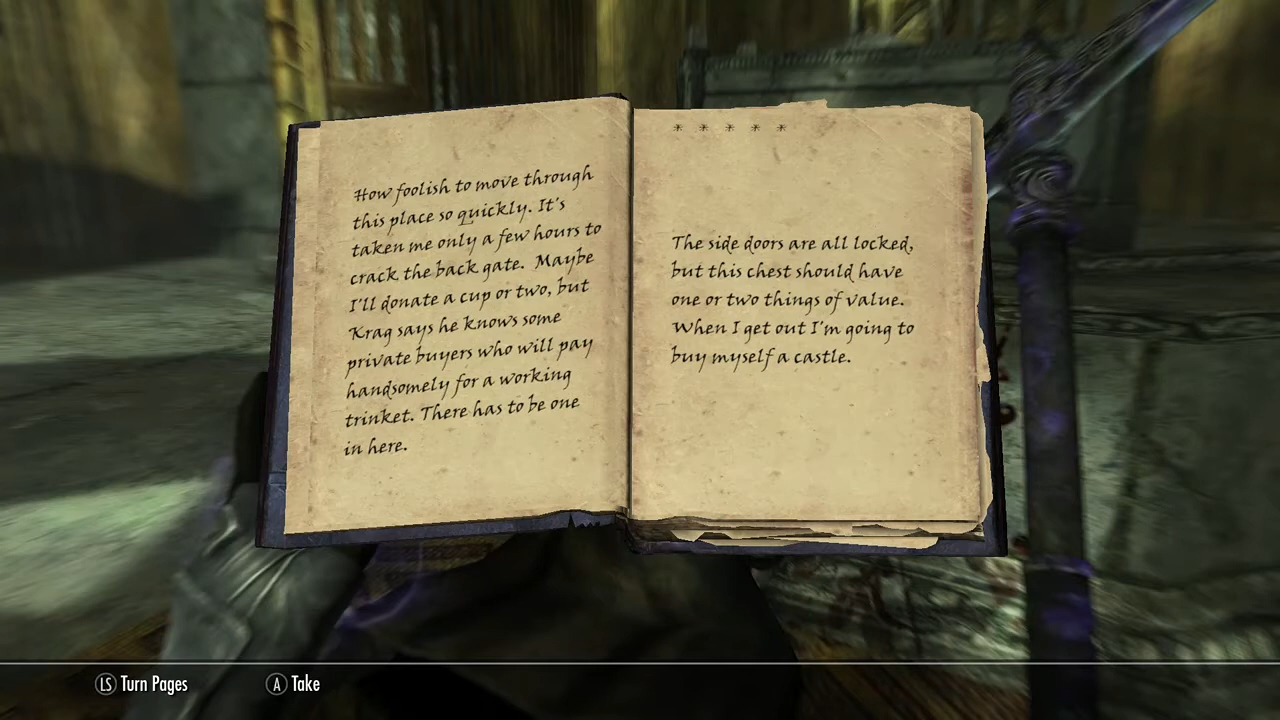 How foolish to move through
this place so quickly. It's
taken me only a few hours to
crack the back gate. Maybe
I'll donate a cup or two, but
Krag says he knows some
private buyers who will pay
handsomely for a working
trinket. There has to be one
in here.
* * * * *
The side doors are all locked,
but this chest should have
one or two things of value.
When I get out I'm going to
buy myself a castle.
LS Turn Pages
A Take